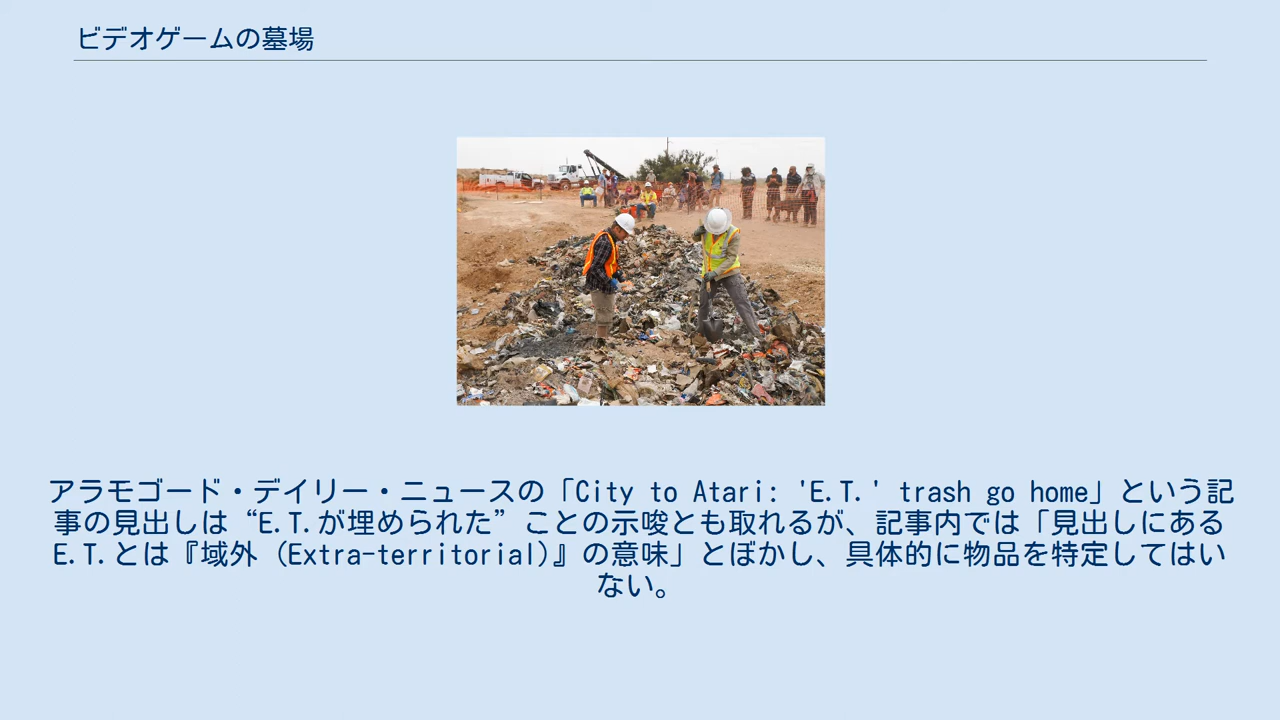 ビデオゲームの墓場
アラモゴード・デイリー・ニュースの「City to Atari: 'E.T.' trash go home」という記
事の見出しは“E.T.が埋められた”ことの示唆とも取れるが、記事内では「見出しにある
E.T.とは『域外（Extra-territorial)』の意味」とぼかし、具体的に物品を特定してはい
ない。